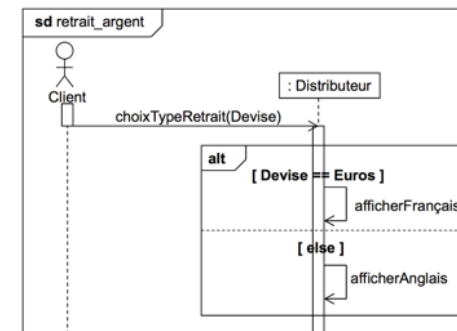 sd retrait_argent
Client
: Distributeur
choixTypeRetrait(Devise)
alt
[ Devise == Euros ]
afficherFrançais
[ else ]
afficherAnglais